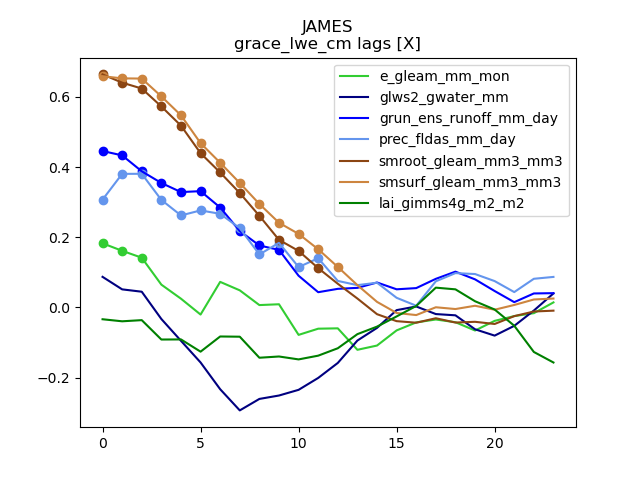 JAMES
grace_lwe_cm lags [X]
e_gleam_mm_mon
glws2_gwater_mm
grun_ens_runoff_mm_day
prec_fldas_mm_day
smroot_gleam_mm3_mm3
smsurf_gleam_mm3_mm3
lai_gimms4g_m2_m2
0.6
0.4
0.2
0.0
−0.2
0 5 10 15 20